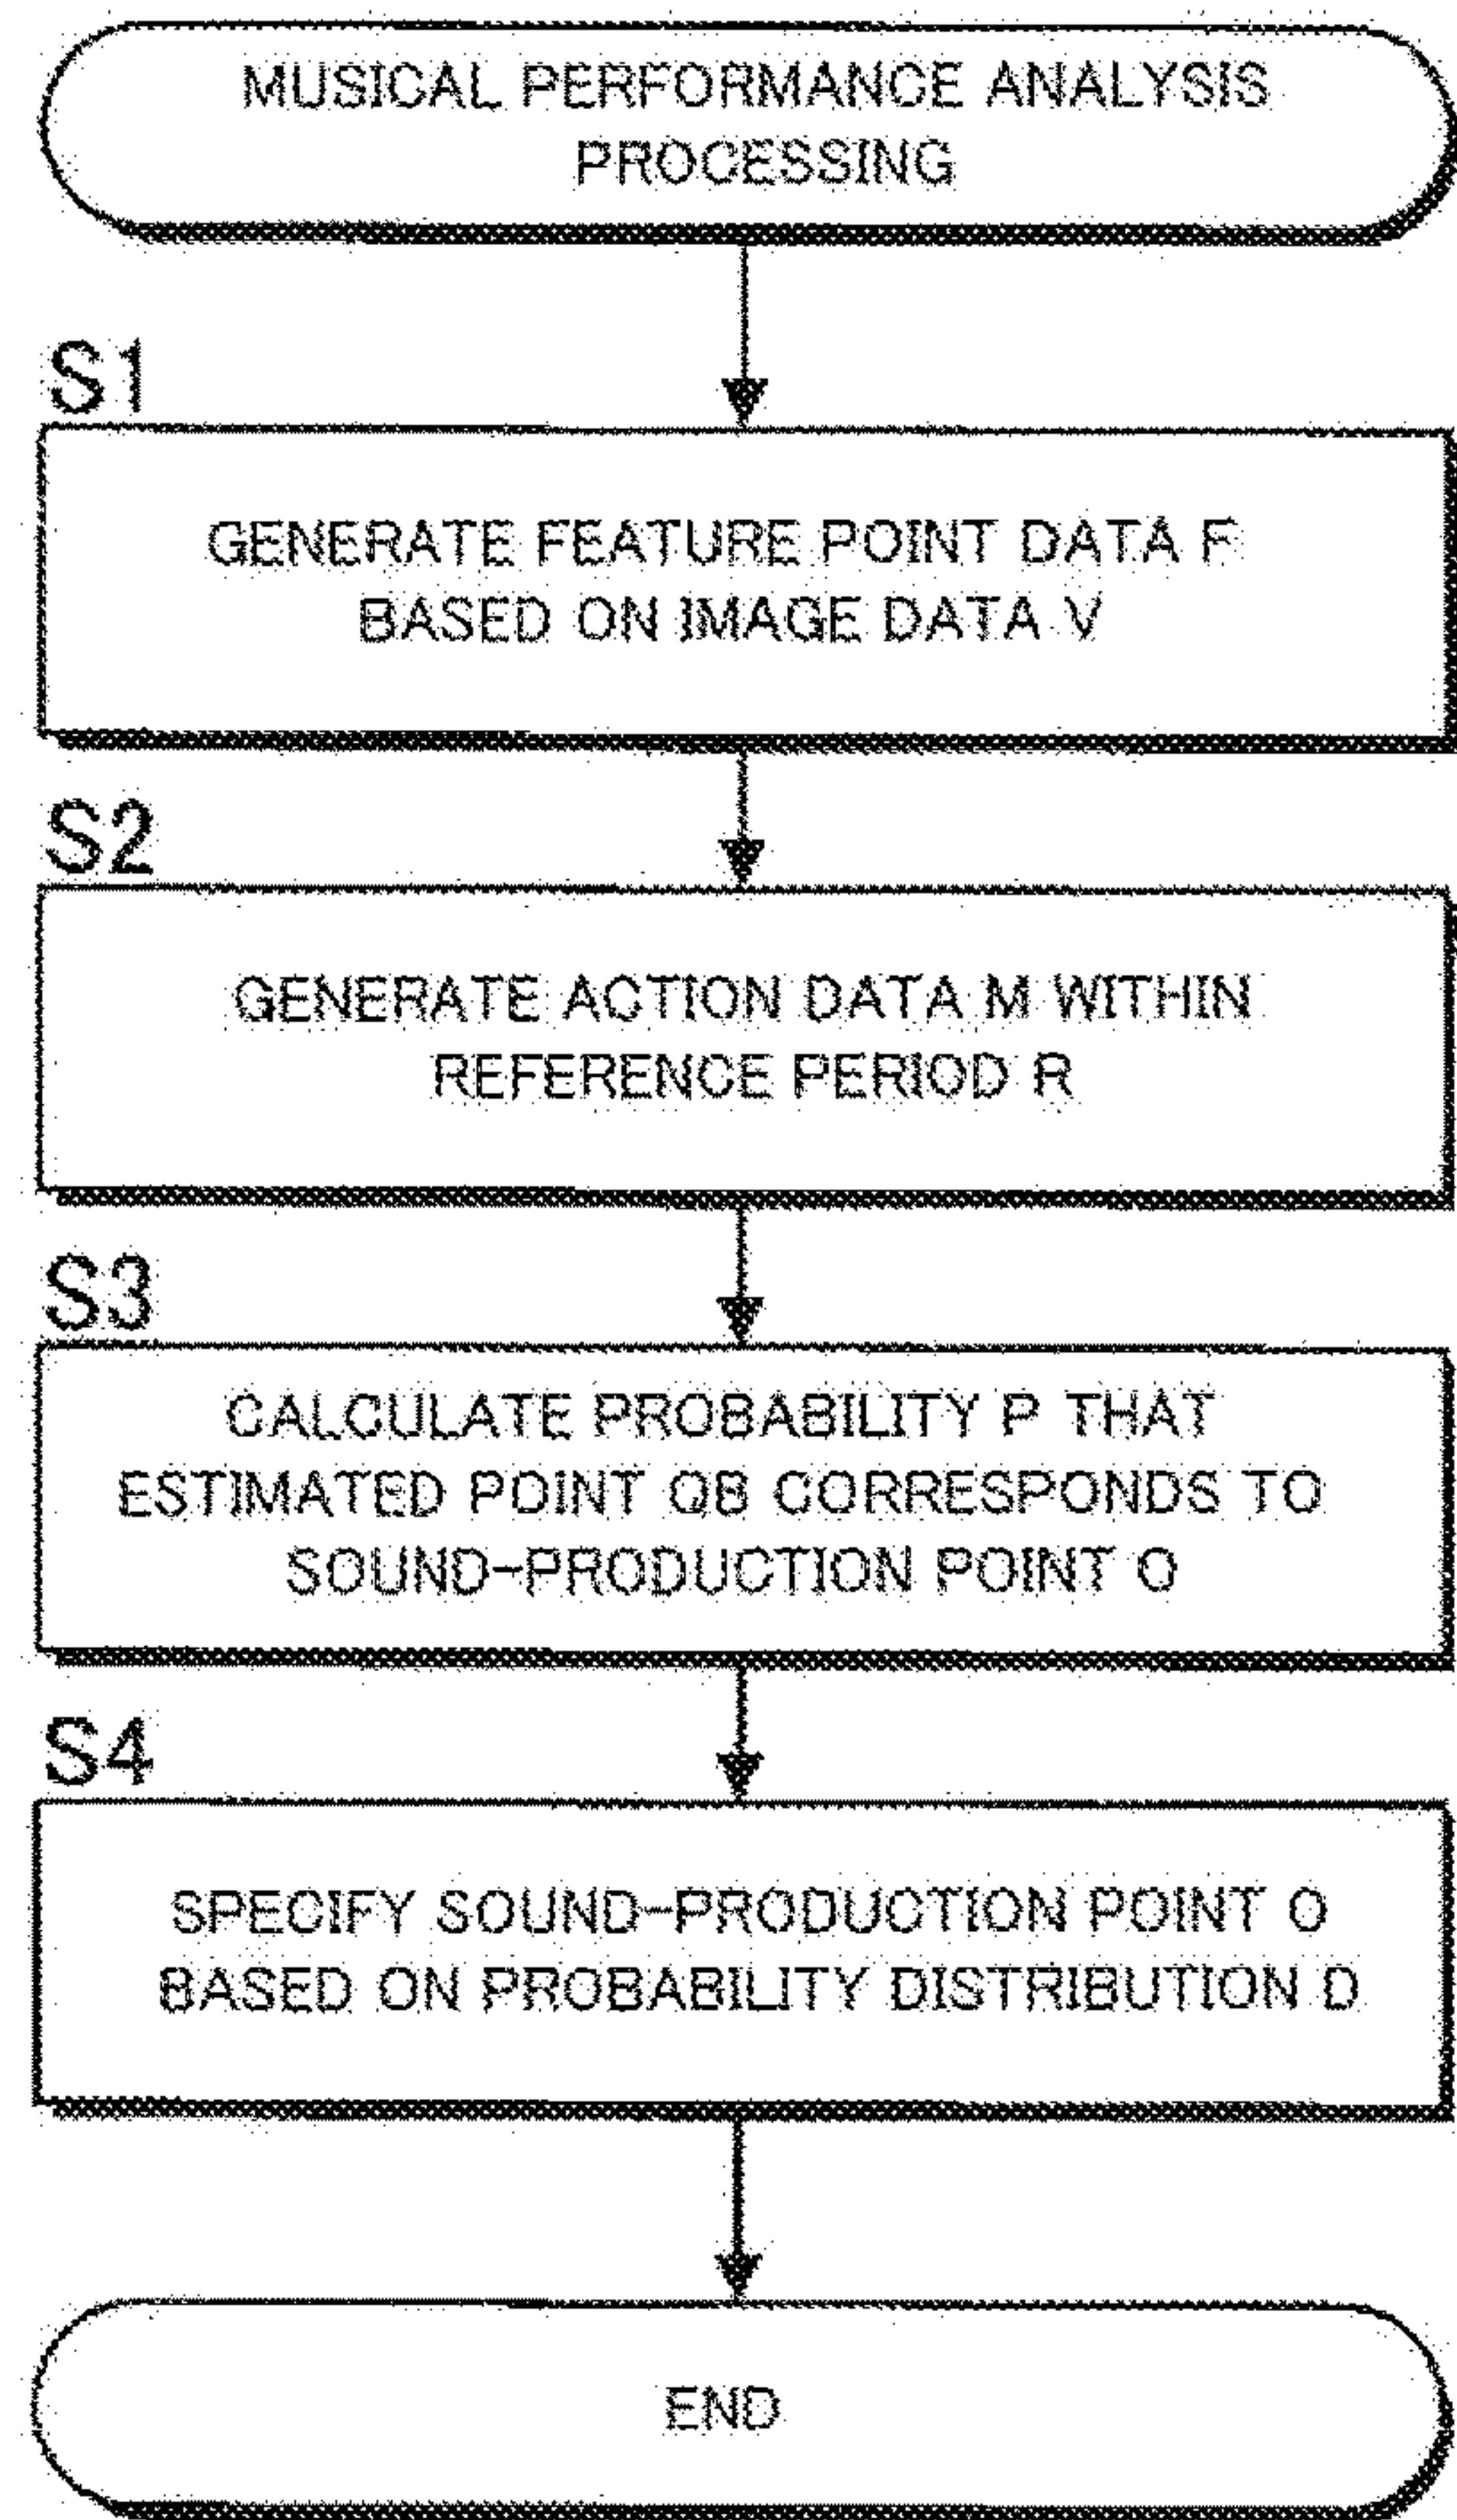 MUSICAL PERFORMANCE ANALYSIS
PROCESSING
S1
GENERATE FEATURE POINT DATA F
BASED ON IMAGE DATA V
S2
GENERATE ACTION DATA M WITHIN
REFERENCE PERIOD R
S3
CALCULATE PROBABILITY P THAT
ESTIMATED POINT QB CORRESPONDS TO
SOUND-PRODUCTION POINT O
S4
SPECIFY SOUND-PRODUCTION POINT O
BASED ON PROBABILITY DISTRIBUTION D
END